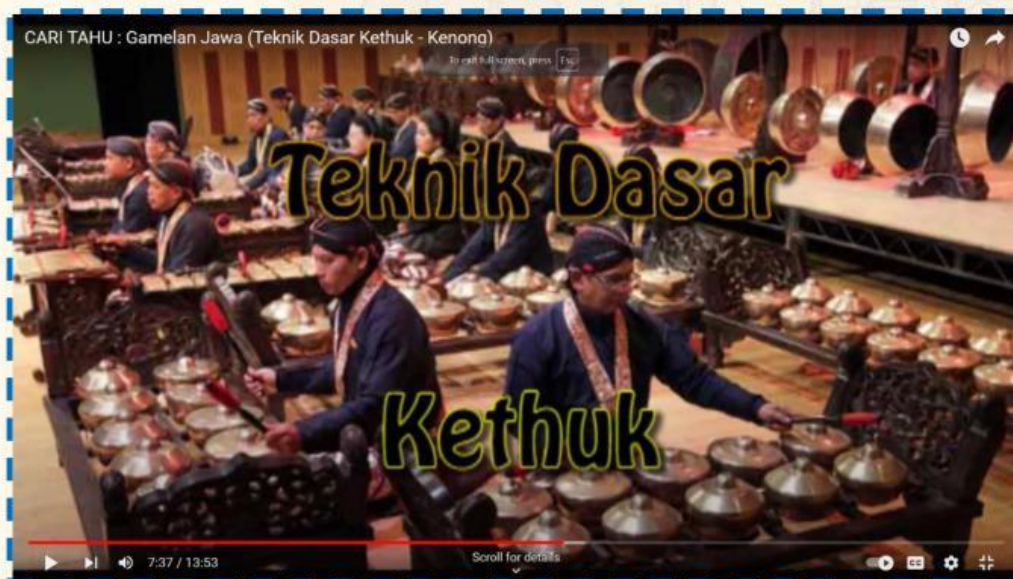 CARI TAHU : Gamelan Jawa (Teknik Dasar Kethuk - Kenong)
To exit full screen, press Esc
Teknik Dasar
Kethuk
7:37 / 13:53
Scroll for details
CC